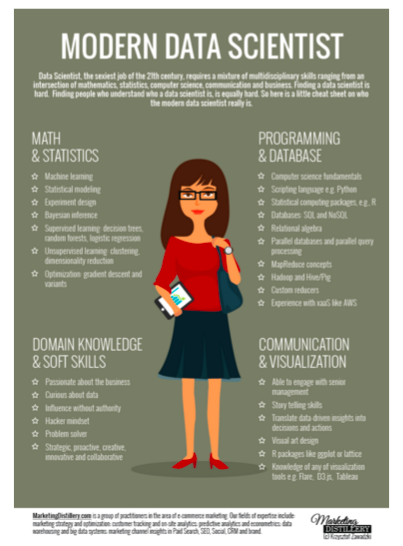 MODERN DATA SCIENTIST
Data Scientist, the sexiest job of the 21th century, requires a mixture of multidisciplinary skills ranging from an
intersection of mathematics, statistics, computer science, communication and business. Finding a data scientist is
hard. Finding people who understand who a data scientist is, is equally hard. So here is a little cheat sheet on who
the modern data scientist really is.
MATH
& STATISTICS
Machine learning
Statistical modeling
Experiment design
Bayesian inference
Supervised learning: decision trees,
random forests, logistic regression
Unsupervised learning: clustering,
dimensionality reduction
Optimization: gradient descent and
variants
PROGRAMMING
& DATABASE
Computer science fundamentals
Scripting language e.g. Python
Statistical computing packages, e.g., R
Databases: SQL and NoSQL
Relational algebra
Parallel databases and parallel query
processing
MapReduce concepts
Hadoop and Hive/Pig
Custom reducers
Experience with xaaS like AWS
DOMAIN KNOWLEDGE
& SOFT SKILLS
Passionate about the business
Curious about data
Influence without authority
Hacker mindset
Problem solver
Strategic, proactive, creative,
innovative and collaborative
COMMUNICATION
& VISUALIZATION
Able to engage with senior
management
Story telling skills
Translate data-driven insights into
decisions and actions
Visual art design
R packages like ggplot or lattice
Knowledge of any of visualization
tools e.g. Flare, D3.js, Tableau
MarketingDistillery.com is a group of practitioners in the area of e-commerce marketing. Our fields of expertise include:
marketing strategy and optimization: customer tracking and on-site analytics: predictive analytics and econometrics: data
warehousing and big data systems: marketing channel insights in Paid Search, SEO, Social, CRM and brand.
Marketing
DISTILLERY
(c) Krzysztof Zawadzki